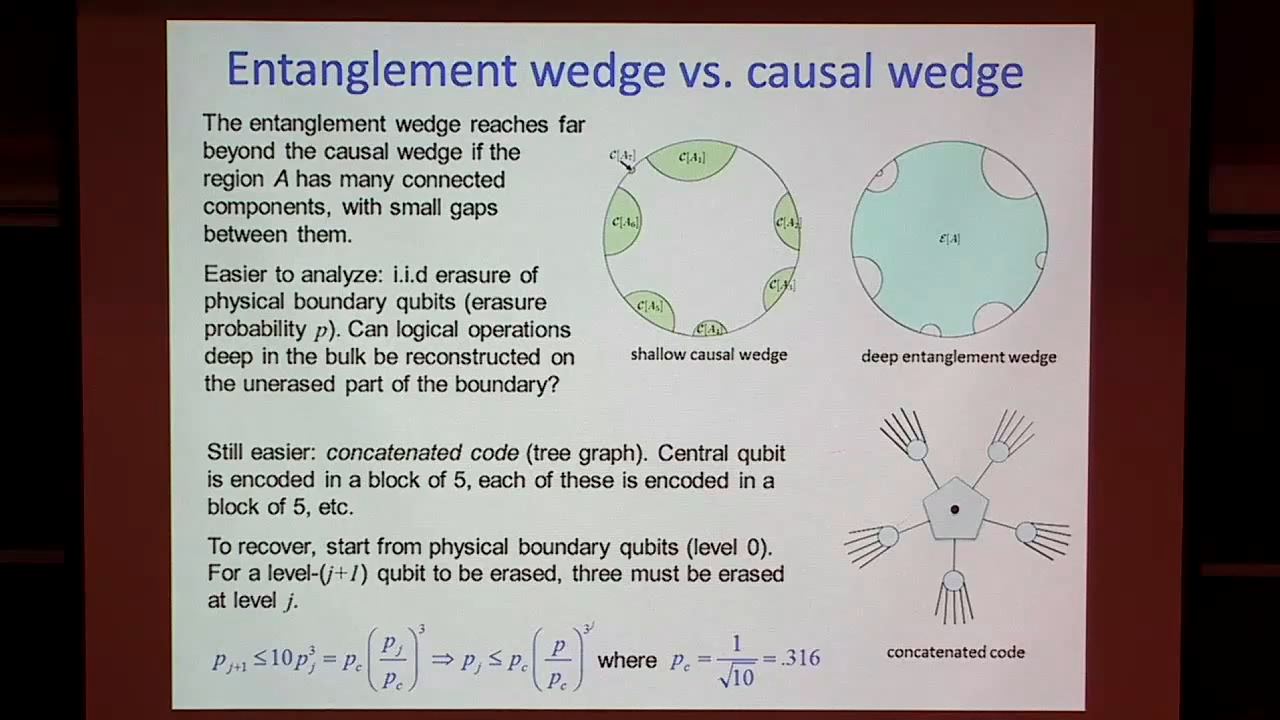 Entanglement wedge vs. causal wedge
The entanglement wedge reaches far
beyond the causal wedge if the
region A has many connected
components, with small gaps
between them.
Easier to analyze: i.i.d erasure of
physical boundary qubits (erasure
probability p). Can logical operations
deep in the bulk be reconstructed on
the unerased part of the boundary?
C[A₇]
C[A₁]
C[A₆]
C[A₂]
C[A₅]
C[A₄]
shallow causal wedge
ℰ[A]
deep entanglement wedge
Still easier: concatenated code (tree graph). Central qubit
is encoded in a block of 5, each of these is encoded in a
block of 5, etc.
To recover, start from physical boundary qubits (level 0).
For a level-(j+1) qubit to be erased, three must be erased
at level j.
p_{j+1} ≤ 10p_j^3 = p_c (p_j / p_c)^3 ⇒ p_j ≤ p_c (p / p_c)^{3^j} where p_c = 1/√10 = .316
concatenated code